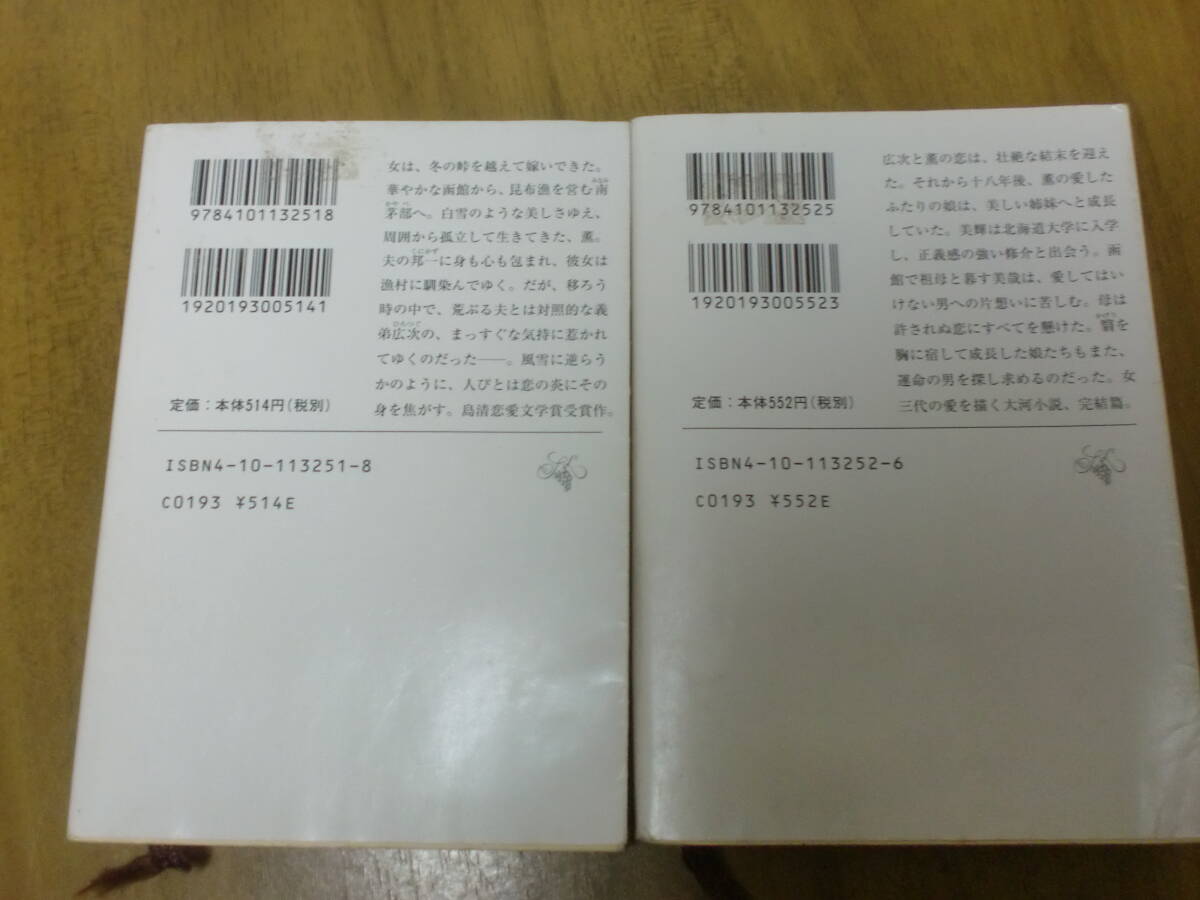 9784101132518
1920193005141
定価：本体514円(税別)
女は、冬の峠を越えて嫁いできた。
華やかな函館から、昆布漁を営む南
みなみ
茅部へ。白雪のような美しさゆえ、
かやべ
周囲から孤立して生きてきた、薫。
夫の邦一に身も心も包まれ、彼女は
くにかず
漁村に馴染んでゆく。だが、移ろう
時の中で、荒ぶる夫とは対照的な義
弟広次の、まっすぐな気持に惹かれ
ひろつぐ
てゆくのだった――。風雪に逆らう
かのように、人びとは恋の炎にその
身を焦がす。島清恋愛文学賞受賞作。
ISBN4-10-113251-8
C0193 ¥514E
9784101132525
1920193005523
定価：本体552円(税別)
広次と薫の恋は、壮絶な結末を迎え
た。それから十八年後、薫の愛した
ふたりの娘は、美しい姉妹へと成長
していた。美輝は北海道大学に入学
し、正義感の強い修介と出会う。函
館で祖母と暮す美哉は、愛してはい
けない男への片想いに苦しむ。母は
許されぬ恋にすべてを懸けた。翳を
かげり
胸に宿して成長した娘たちもまた、
運命の男を探し求めるのだった。女
三代の愛を描く大河小説、完結篇。
ISBN4-10-113252-6
C0193 ¥552E